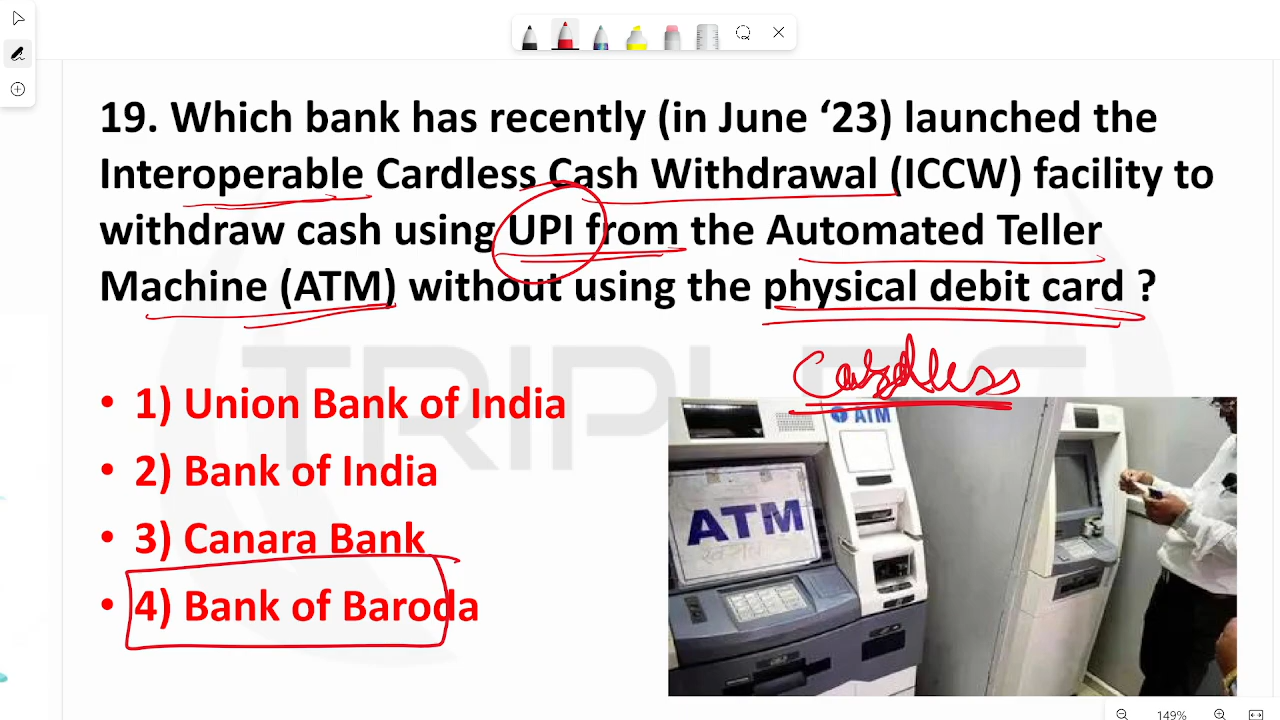 19. Which bank has recently (in June ‘23) launched the
Interoperable Cardless Cash Withdrawal (ICCW) facility to
withdraw cash using UPI from the Automated Teller
Machine (ATM) without using the physical debit card ?
Cardless
• 1) Union Bank of India
• 2) Bank of India
• 3) Canara Bank
• 4) Bank of Baroda
TRIPLE S
ATM
ATM
खराब
149%